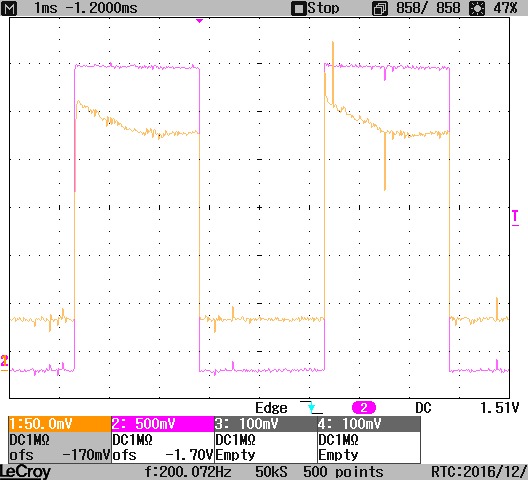 M 1ms -1.2000ms Stop 858/ 858 47%
T
2
Edge 2 DC 1.51V
1:50.0mV 2: 500mV 3: 100mV 4: 100mV
DC1MΩ DC1MΩ DC1MΩ DC1MΩ
ofs -170mV ofs -1.70V Empty Empty
LeCroy f:200.072Hz 50kS 500 points RTC:2016/12/